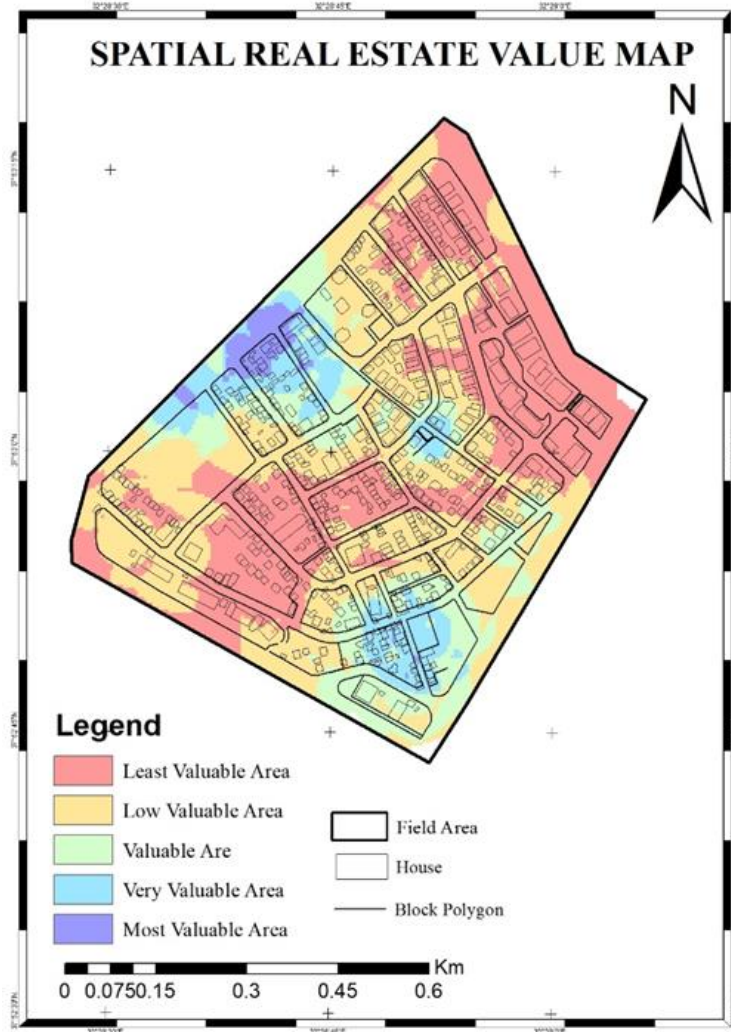 SPATIAL REAL ESTATE VALUE MAP
N
Legend
Least Valuable Area
Low Valuable Area
Valuable Are
Very Valuable Area
Most Valuable Area
Field Area
House
Block Polygon
Km
0 0.0750.15 0.3 0.45 0.6